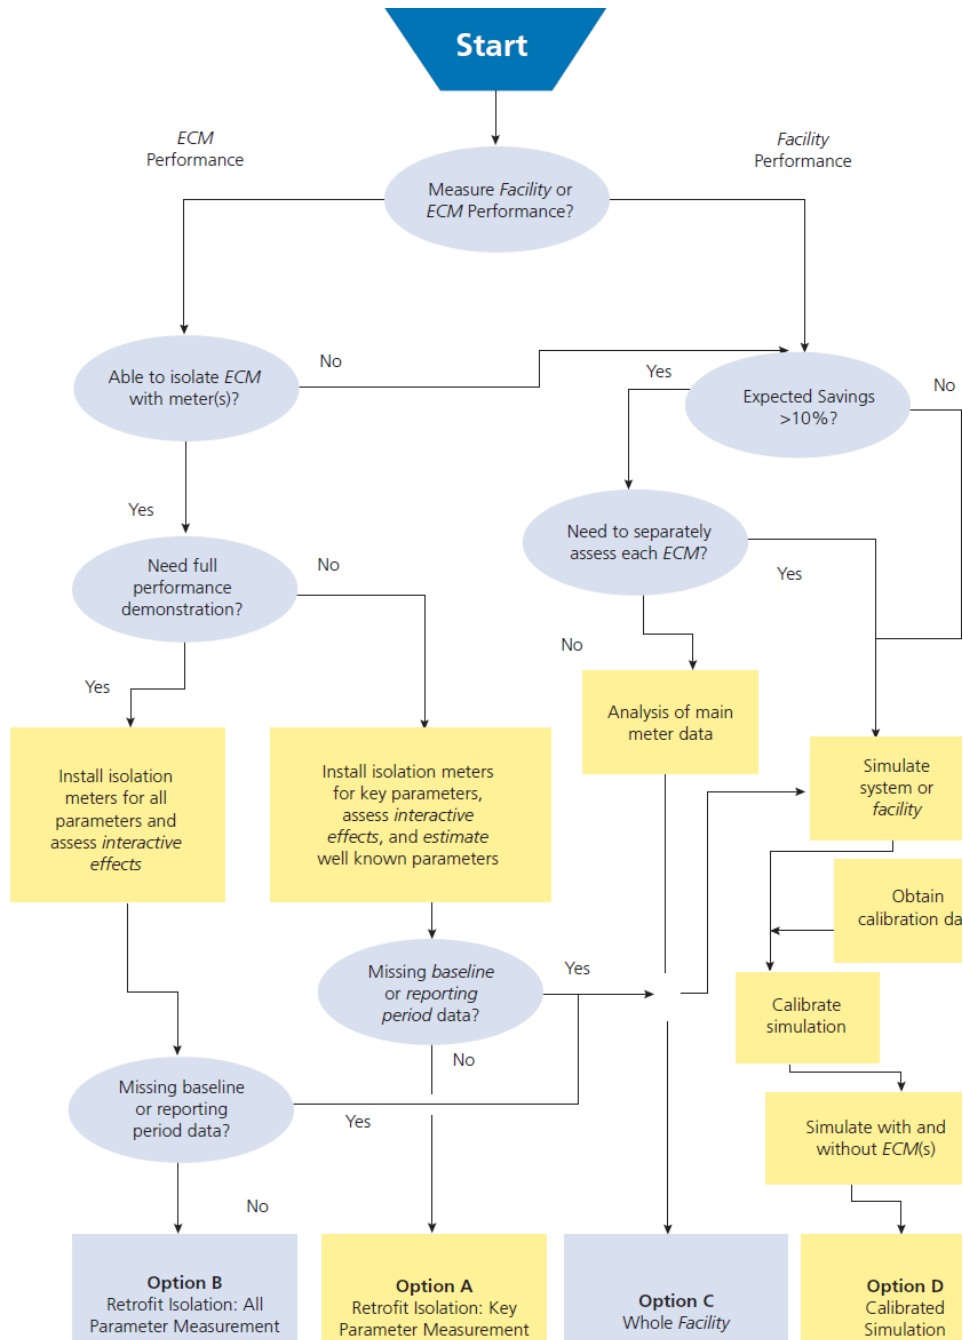 Start
ECM
Performance
Facility
Performance
Measure Facility or
ECM Performance?
Able to isolate ECM
with meter(s)?
No
Yes
Expected Savings
>10%?
No
Yes
Need full
performance
demonstration?
No
Need to separately
assess each ECM?
Yes
No
Yes
Analysis of main
meter data
Install isolation
meters for all
parameters and
assess interactive
effects
Install isolation meters
for key parameters,
assess interactive
effects, and estimate
well known parameters
Simulate
system or
facility
Obtain
calibration da
Missing baseline
or reporting
period data?
Yes
No
Calibrate
simulation
Missing baseline
or reporting
period data?
Yes
Simulate with and
without ECM(s)
No
Option B
Retrofit Isolation: All
Parameter Measurement
Option A
Retrofit Isolation: Key
Parameter Measurement
Option C
Whole Facility
Option D
Calibrated
Simulation